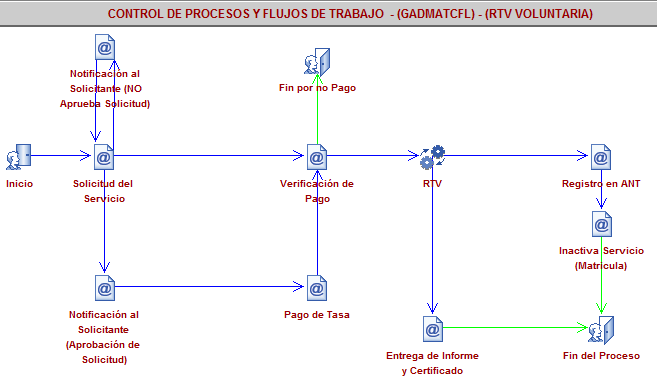 CONTROL DE PROCESOS Y FLUJOS DE TRABAJO - (GADMATCFL) - (RTV VOLUNTARIA)
Notificación al
Solicitante (NO
Aprueba Solicitud)
Fin por no Pago
Inicio
Solicitud del
Servicio
Verificación de
Pago
RTV
Registro en ANT
Inactiva Servicio
(Matricula)
Notificación al
Solicitante
(Aprobación de
Solicitud)
Pago de Tasa
Entrega de Informe
y Certificado
Fin del Proceso